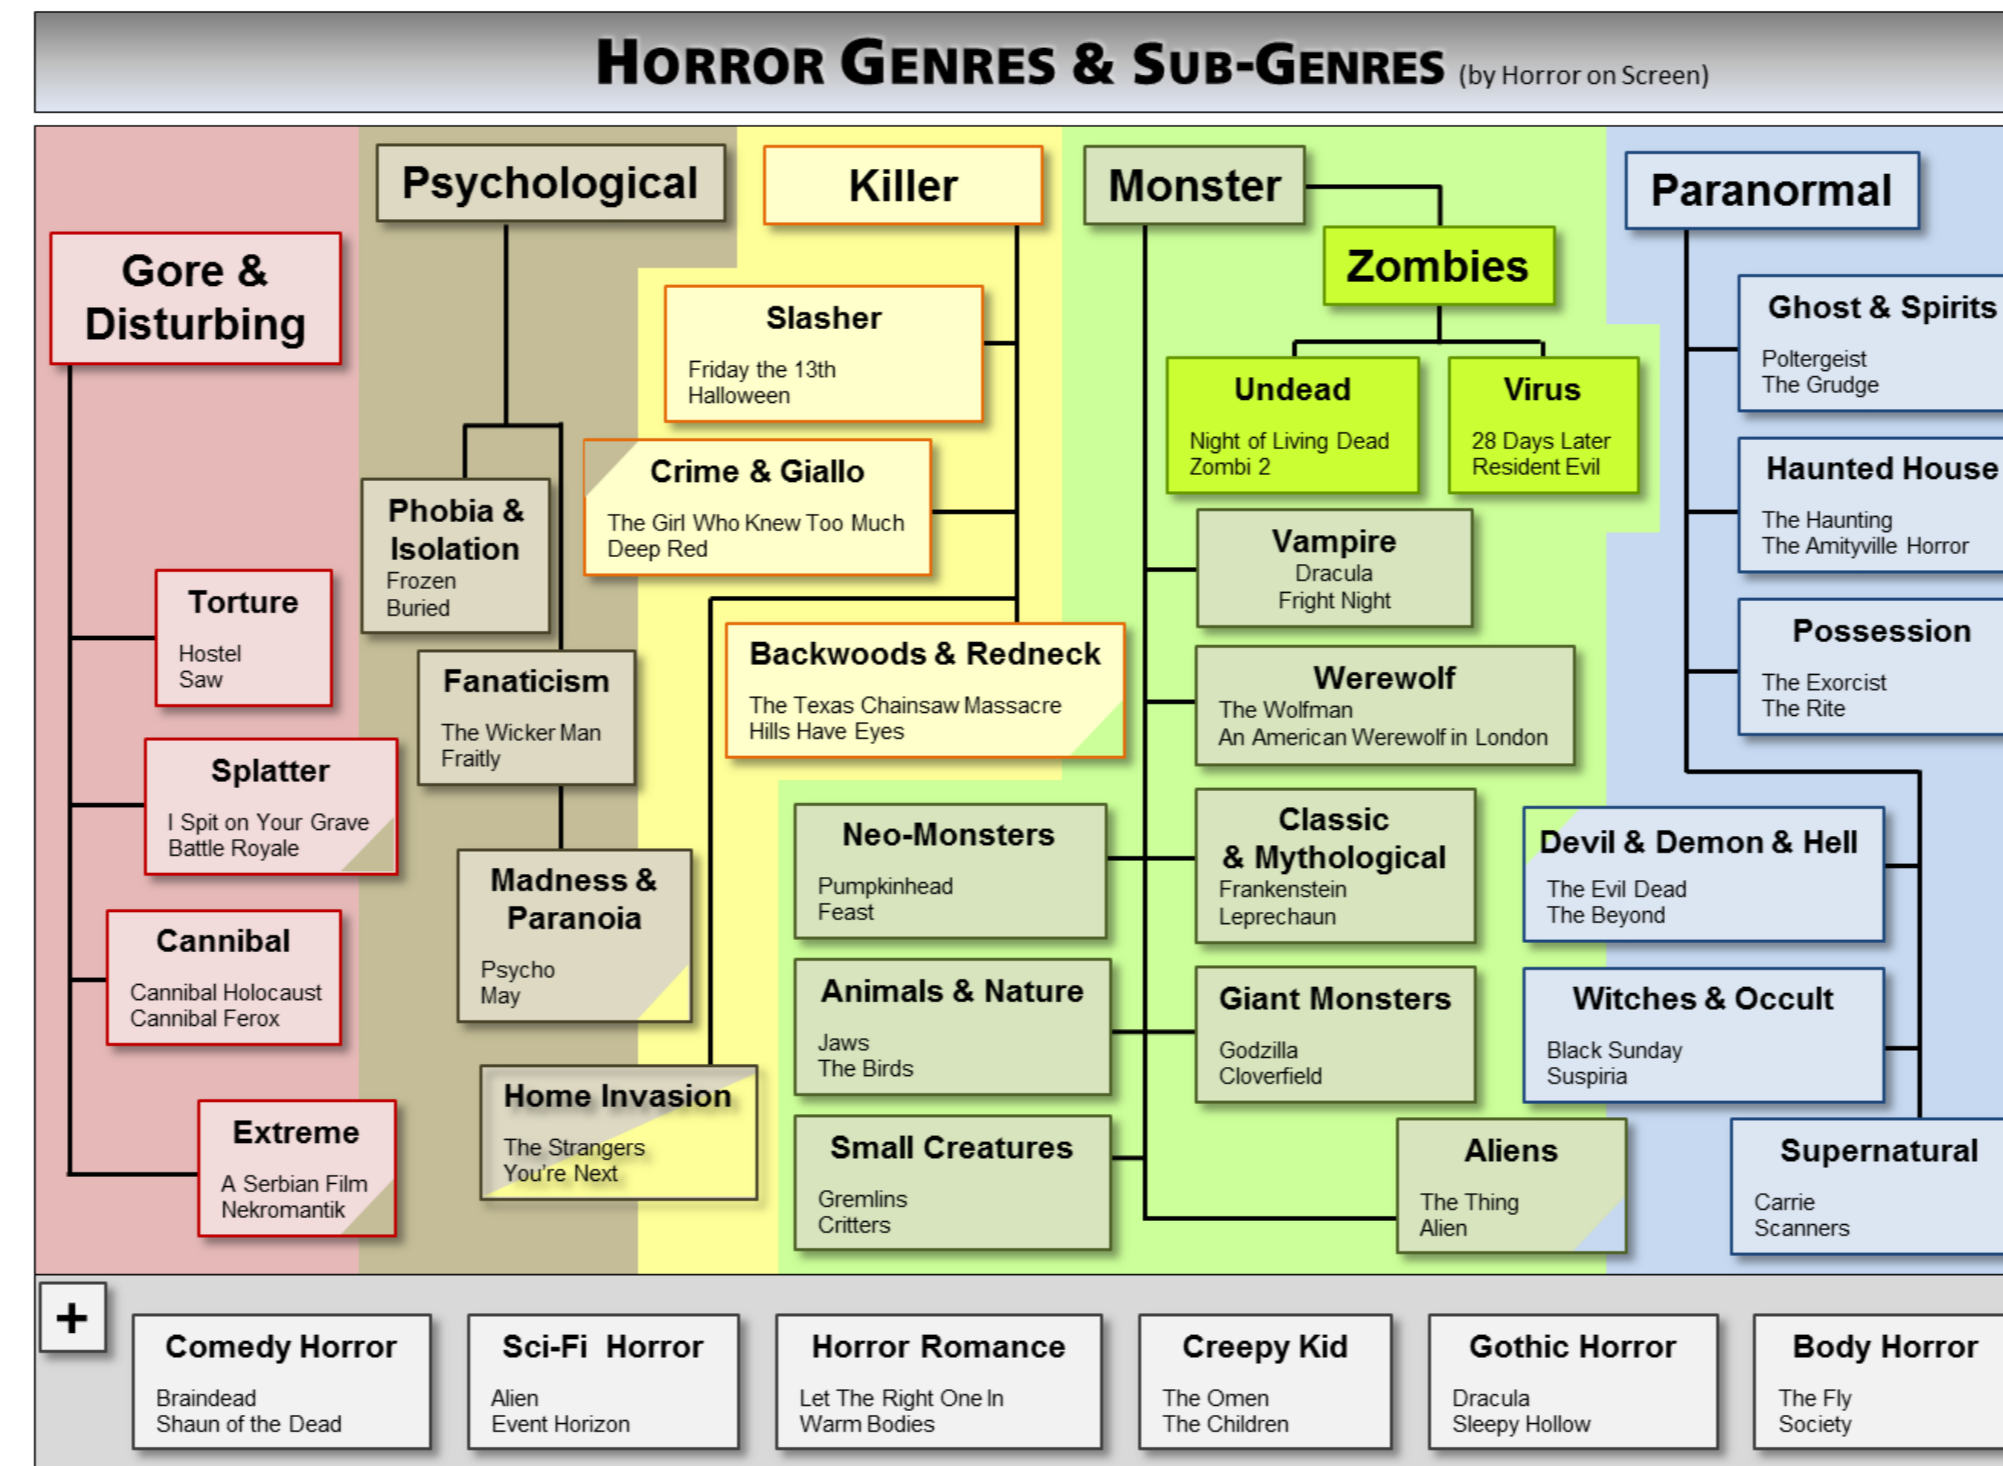 HORROR GENRES & SUB-GENRES (by Horror on Screen)
Gore &
Disturbing
Torture
Hostel
Saw
Splatter
I Spit on Your Grave
Battle Royale
Cannibal
Cannibal Holocaust
Cannibal Ferox
Extreme
A Serbian Film
Nekromantik
Psychological
Phobia &
Isolation
Frozen
Buried
Fanaticism
The Wicker Man
Fraitly
Madness &
Paranoia
Psycho
May
Home Invasion
The Strangers
You're Next
Killer
Slasher
Friday the 13th
Halloween
Crime & Giallo
The Girl Who Knew Too Much
Deep Red
Backwoods & Redneck
The Texas Chainsaw Massacre
Hills Have Eyes
Monster
Zombies
Undead
Night of Living Dead
Zombi 2
Virus
28 Days Later
Resident Evil
Vampire
Dracula
Fright Night
Werewolf
The Wolfman
An American Werewolf in London
Neo-Monsters
Pumpkinhead
Feast
Classic
& Mythological
Frankenstein
Leprechaun
Animals & Nature
Jaws
The Birds
Giant Monsters
Godzilla
Cloverfield
Small Creatures
Gremlins
Critters
Aliens
The Thing
Alien
Paranormal
Ghost & Spirits
Poltergeist
The Grudge
Haunted House
The Haunting
The Amityville Horror
Possession
The Exorcist
The Rite
Devil & Demon & Hell
The Evil Dead
The Beyond
Witches & Occult
Black Sunday
Suspiria
Supernatural
Carrie
Scanners
+
Comedy Horror
Braindead
Shaun of the Dead
Sci-Fi Horror
Alien
Event Horizon
Horror Romance
Let The Right One In
Warm Bodies
Creepy Kid
The Omen
The Children
Gothic Horror
Dracula
Sleepy Hollow
Body Horror
The Fly
Society